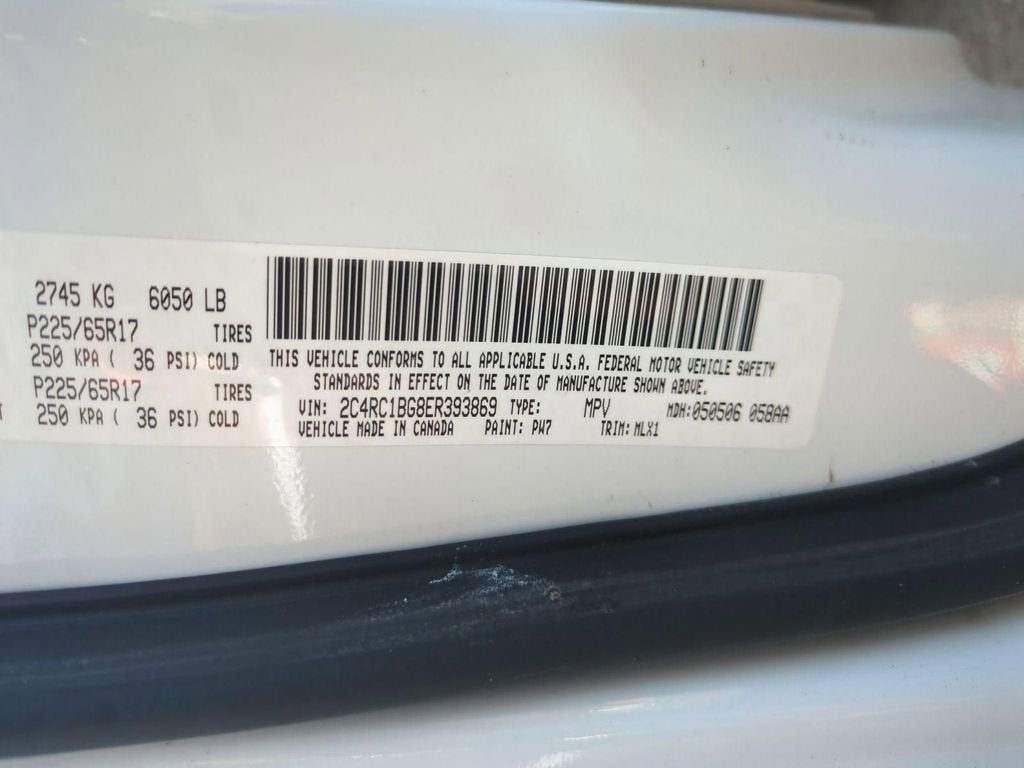 2745 KG 6050 LB
P225/65R17 TIRES
250 KPA ( 36 PSI) COLD
P225/65R17 TIRES
250 KPA ( 36 PSI) COLD
THIS VEHICLE CONFORMS TO ALL APPLICABLE U.S.A. FEDERAL MOTOR VEHICLE SAFETY
STANDARDS IN EFFECT ON THE DATE OF MANUFACTURE SHOWN ABOVE.
VIN: 2C4RC1BG8ER393869 TYPE: MPV MDH:050506 058AA
VEHICLE MADE IN CANADA PAINT: PW7 TRIM: MLX1